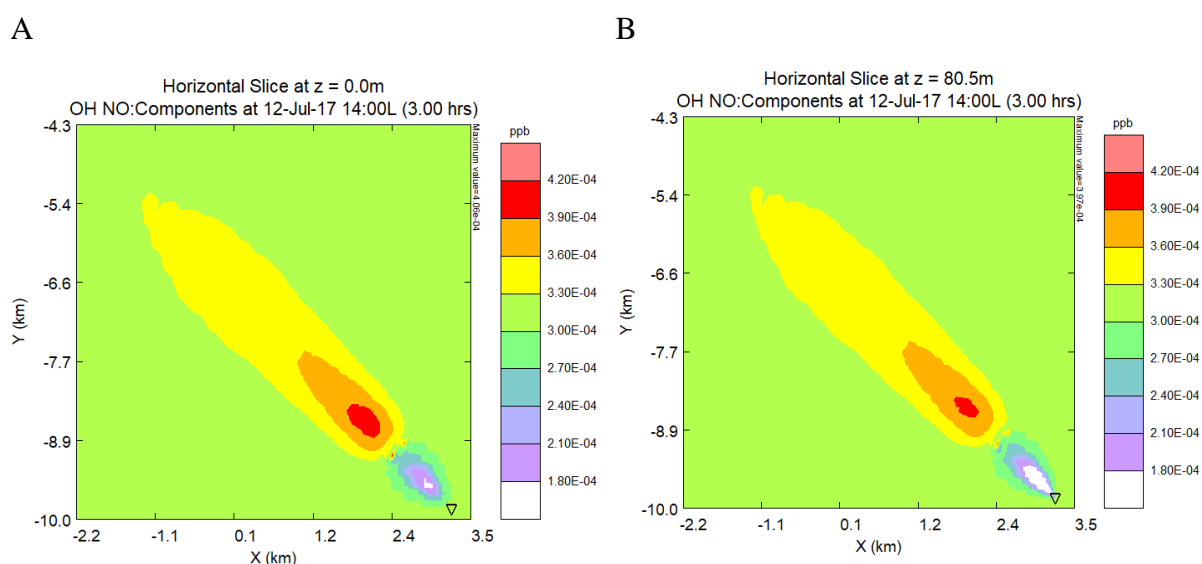 A
Horizontal Slice at z = 0.0m
OH NO:Components at 12-Jul-17 14:00L (3.00 hrs)
-4.3
-5.4
-6.6
-7.7
-8.9
-10.0
Y (km)
-2.2 -1.1 0.1 1.2 2.4 3.5
X (km)
Maximum value=4.06e-04
ppb
4.20E-04
3.90E-04
3.60E-04
3.30E-04
3.00E-04
2.70E-04
2.40E-04
2.10E-04
1.80E-04
B
Horizontal Slice at z = 80.5m
OH NO:Components at 12-Jul-17 14:00L (3.00 hrs)
-4.3
-5.4
-6.6
-7.7
-8.9
-10.0
Y (km)
-2.2 -1.1 0.1 1.2 2.4 3.5
X (km)
Maximum value=3.97e-04
ppb
4.20E-04
3.90E-04
3.60E-04
3.30E-04
3.00E-04
2.70E-04
2.40E-04
2.10E-04
1.80E-04